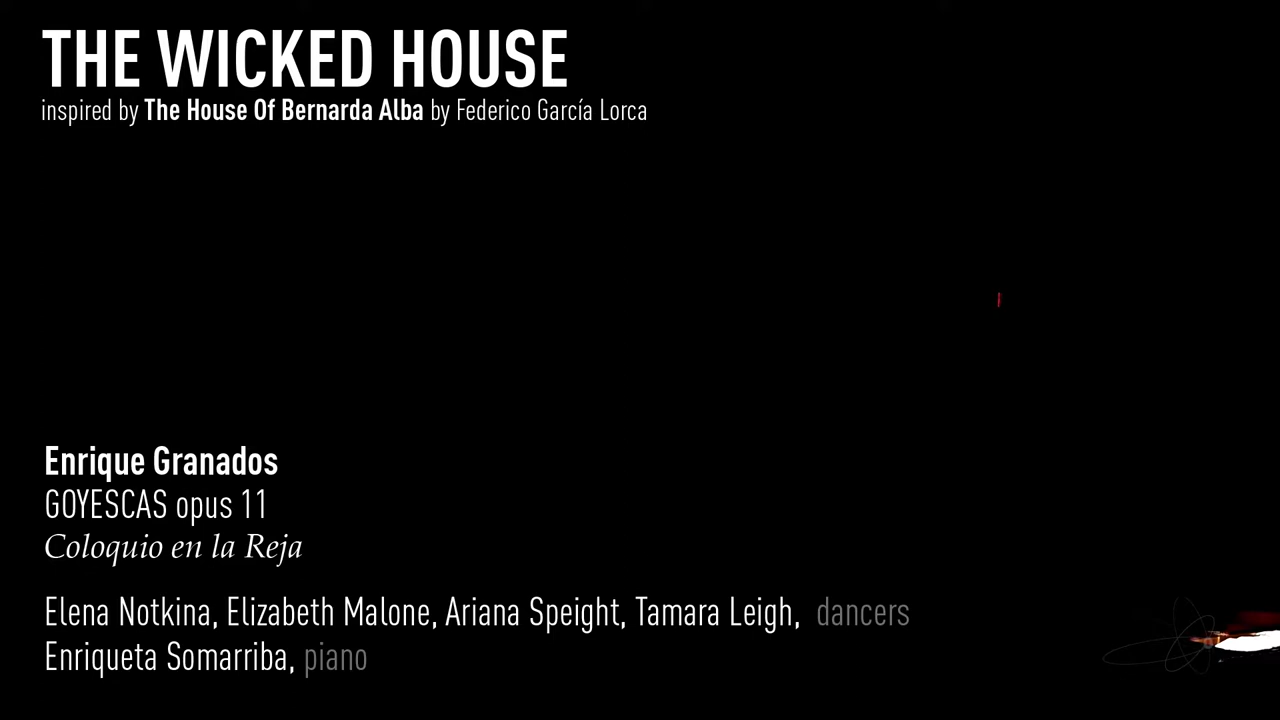 THE WICKED HOUSE
inspired by The House Of Bernarda Alba by Federico García Lorca
Enrique Granados
GOYESCAS opus 11
Coloquio en la Reja
Elena Notkina, Elizabeth Malone, Ariana Speight, Tamara Leigh, dancers
Enriqueta Somarriba, piano